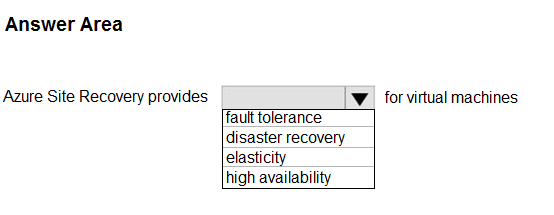 Answer Area
Azure Site Recovery provides for virtual machines
fault tolerance
disaster recovery
elasticity
high availability